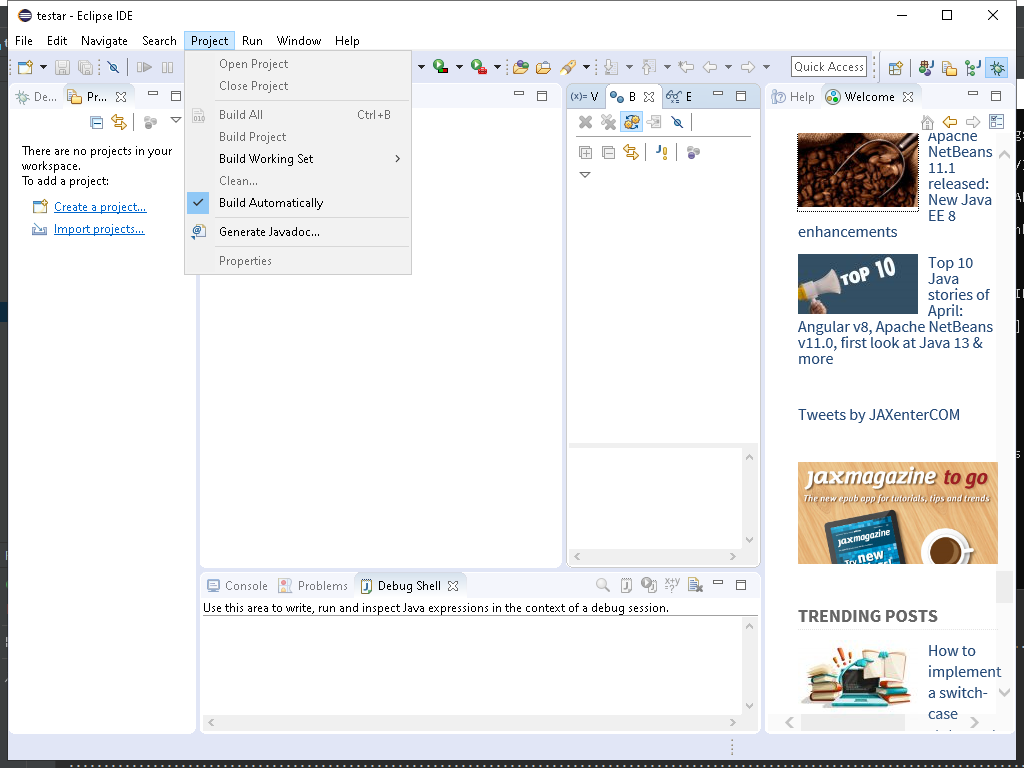 testar - Eclipse IDE
File Edit Navigate Search Project Run Window Help
Quick Access
Open Project
Close Project
Build All Ctrl+B
Build Project
Build Working Set
Clean...
Build Automatically
Generate Javadoc...
Properties
De... Pr...
There are no projects in your
workspace.
To add a project:
Create a project...
Import projects...
(x)= V B E
Help Welcome
Apache
NetBeans
11.1
released:
New Java
EE 8
enhancements
TOP 10
Top 10
Java
stories of
April:
Angular v8, Apache NetBeans
v11.0, first look at Java 13 &
more
Tweets by JAXenterCOM
jaxmagazine to go
The new epub app for tutorials, tips and trends
jaxmagazine
Try new
TRENDING POSTS
How to
implement
a switch-
case
Console Problems Debug Shell
Use this area to write, run and inspect Java expressions in the context of a debug session.